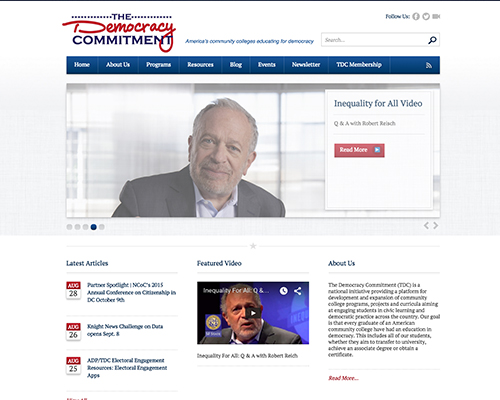 THE
Democracy
COMMITMENT
America's community colleges educating for democracy
Follow Us:
Search...
Home About Us Programs Resources Blog Events Newsletter TDC Membership
Inequality for All Video
Q & A with Robert Reisch
Read More
Latest Articles
AUG
28
Partner Spotlight | NCoC's 2015
Annual Conference on Citizenship in
DC October 9th
AUG
26
Knight News Challenge on Data
opens Sept. 8
AUG
25
ADP/TDC Electoral Engagement
Resources: Electoral Engagement
Apps
Featured Video
Inequality For All: Q &...
Inequality For All: Q & A with Robert Reich
About Us
The Democracy Commitment (TDC) is a
national initiative providing a platform for
development and expansion of community
college programs, projects and curricula aiming
at engaging students in civic learning and
democratic practice across the country. Our goal
is that every graduate of an American
community college have had an education in
democracy. This includes all of our students,
whether they aim to transfer to university,
achieve an associate degree or obtain a
certificate.
Read More...